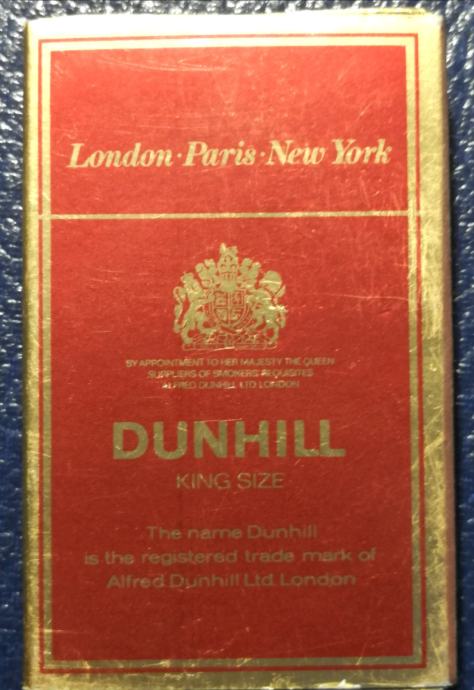 London·Paris·New York
BY APPOINTMENT TO HER MAJESTY THE QUEEN
SUPPLIERS OF SMOKERS REQUISITES
ALFRED DUNHILL LTD LONDON
DUNHILL
KING SIZE
The name Dunhill
is the registered trade mark of
Alfred Dunhill Ltd London